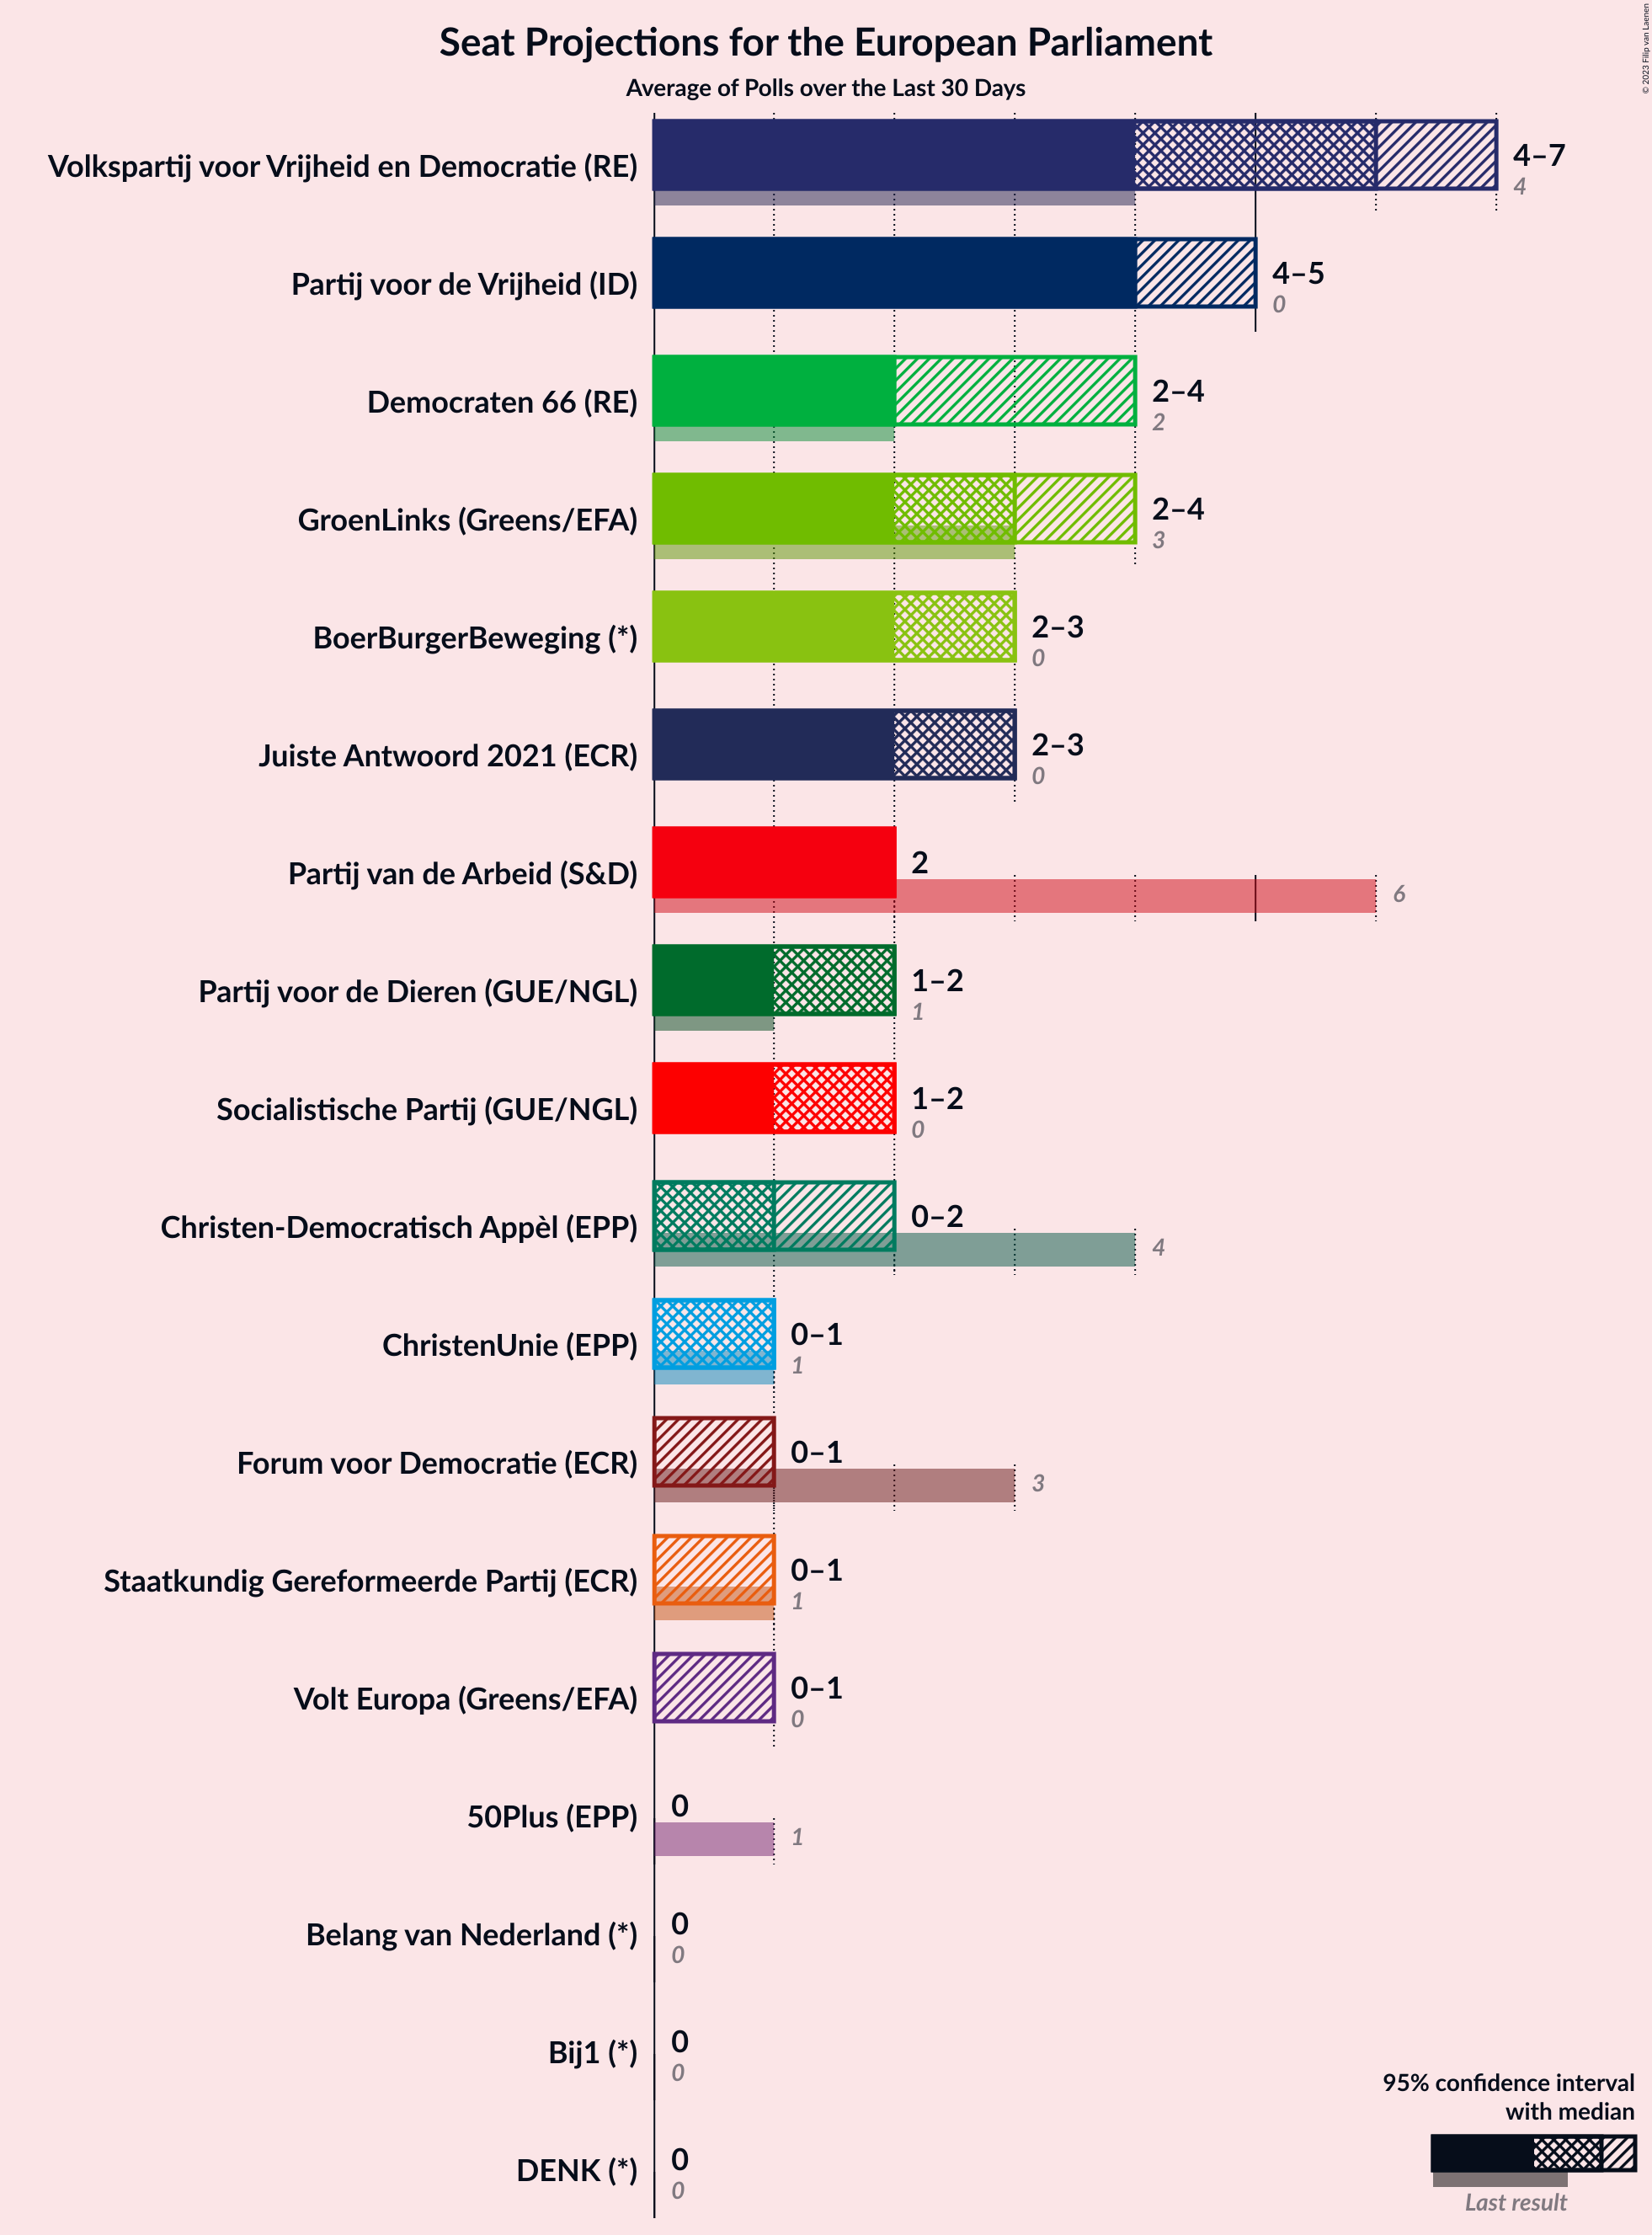 Seat Projections for the European Parliament
Average of Polls over the Last 30 Days
© 2023 Filip van Laenen
Volkspartij voor Vrijheid en Democratie (RE)
4–7
4
Partij voor de Vrijheid (ID)
4–5
0
Democraten 66 (RE)
2–4
2
GroenLinks (Greens/EFA)
2–4
3
BoerBurgerBeweging (*)
2–3
0
Juiste Antwoord 2021 (ECR)
2–3
0
Partij van de Arbeid (S&D)
2
6
Partij voor de Dieren (GUE/NGL)
1–2
1
Socialistische Partij (GUE/NGL)
1–2
0
Christen-Democratisch Appèl (EPP)
0–2
4
ChristenUnie (EPP)
0–1
1
Forum voor Democratie (ECR)
0–1
3
Staatkundig Gereformeerde Partij (ECR)
0–1
1
Volt Europa (Greens/EFA)
0–1
0
50Plus (EPP)
0
1
Belang van Nederland (*)
0
0
Bij1 (*)
0
0
DENK (*)
0
0
95% confidence interval
with median
Last result